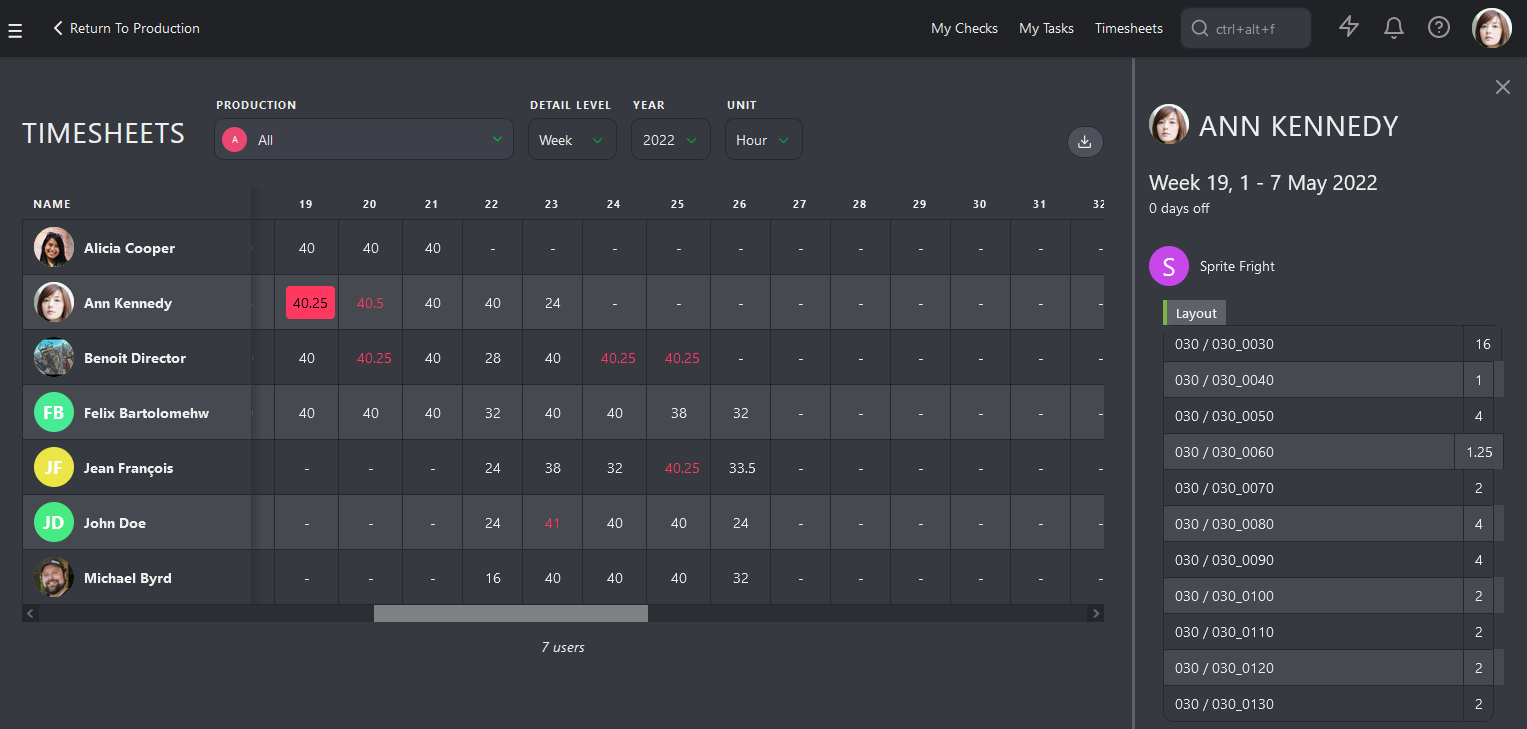 Return To Production My Checks My Tasks Timesheets ctrl+alt+f
TIMESHEETS
PRODUCTION DETAIL LEVEL YEAR UNIT
A All Week 2022 Hour
NAME 19 20 21 22 23 24 25 26 27 28 29 30 31 32
Alicia Cooper 40 40 40 - - - - - - - - - - -
Ann Kennedy 40.25 40.5 40 40 24 - - - - - - - - -
Benoit Director 40 40.25 40 28 40 40.25 40.25 - - - - - - -
FB Felix Bartolomehw 40 40 40 32 40 40 38 32 - - - - - -
JF Jean François - - - 24 38 32 40.25 33.5 - - - - - -
JD John Doe - - - 24 41 40 40 24 - - - - - -
Michael Byrd - - - 16 40 40 40 32 - - - - - -
7 users
ANN KENNEDY
Week 19, 1 - 7 May 2022
0 days off
S Sprite Fright
Layout
030 / 030_0030 16
030 / 030_0040 1
030 / 030_0050 4
030 / 030_0060 1.25
030 / 030_0070 2
030 / 030_0080 4
030 / 030_0090 4
030 / 030_0100 2
030 / 030_0110 2
030 / 030_0120 2
030 / 030_0130 2